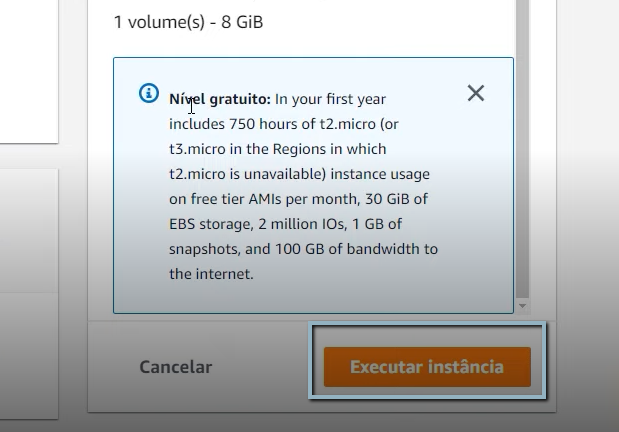 1 volume(s) - 8 GiB
Nível gratuito: In your first year
includes 750 hours of t2.micro (or
t3.micro in the Regions in which
t2.micro is unavailable) instance usage
on free tier AMIs per month, 30 GiB of
EBS storage, 2 million IOs, 1 GB of
snapshots, and 100 GB of bandwidth to
the internet.
Cancelar
Executar instância